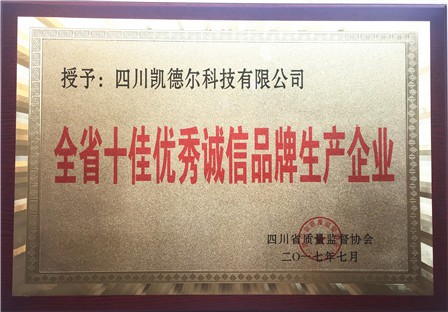 授予：四川凯德尔科技有限公司
全省十佳优秀诚信品牌生产企业
四川省质量监督协会
二〇一七年七月